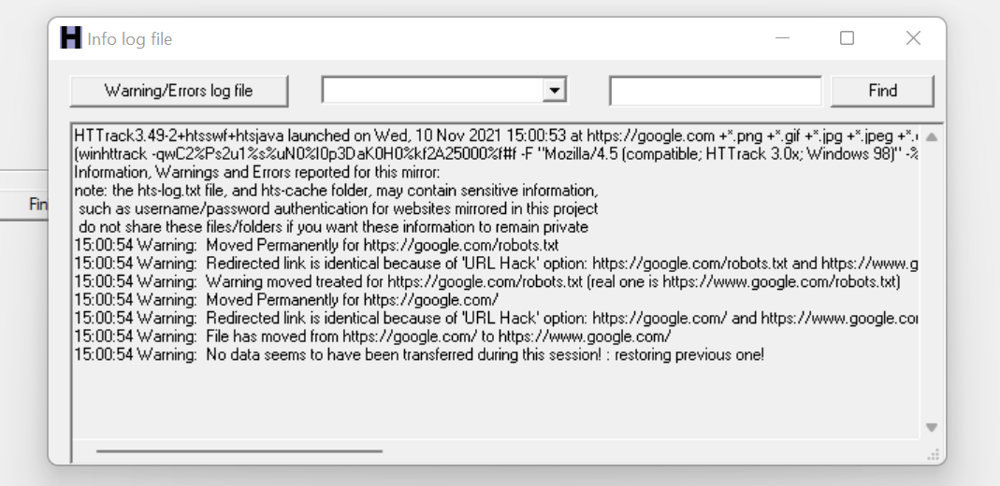 Info log file
Warning/Errors log file
Find
HTTrack3.49-2+htsswf+htsjava launched on Wed, 10 Nov 2021 15:00:53 at https://google.com +*.png +*.gif +*.jpg +*.jpeg +*.
(winhttrack -qwC2%Ps2u1%s%uN0%I0p3DaK0H0%kf2A25000%f#f -F "Mozilla/4.5 (compatible; HTTrack 3.0x; Windows 98)" -%
Information, Warnings and Errors reported for this mirror:
note: the hts-log.txt file, and hts-cache folder, may contain sensitive information,
such as username/password authentication for websites mirrored in this project
do not share these files/folders if you want these information to remain private
15:00:54 Warning: Moved Permanently for https://google.com/robots.txt
15:00:54 Warning: Redirected link is identical because of 'URL Hack' option: https://google.com/robots.txt and https://www.g
15:00:54 Warning: Warning moved treated for https://google.com/robots.txt (real one is https://www.google.com/robots.txt)
15:00:54 Warning: Moved Permanently for https://google.com/
15:00:54 Warning: Redirected link is identical because of 'URL Hack' option: https://google.com/ and https://www.google.co
15:00:54 Warning: File has moved from https://google.com/ to https://www.google.com/
15:00:54 Warning: No data seems to have been transferred during this session! : restoring previous one!
Fin